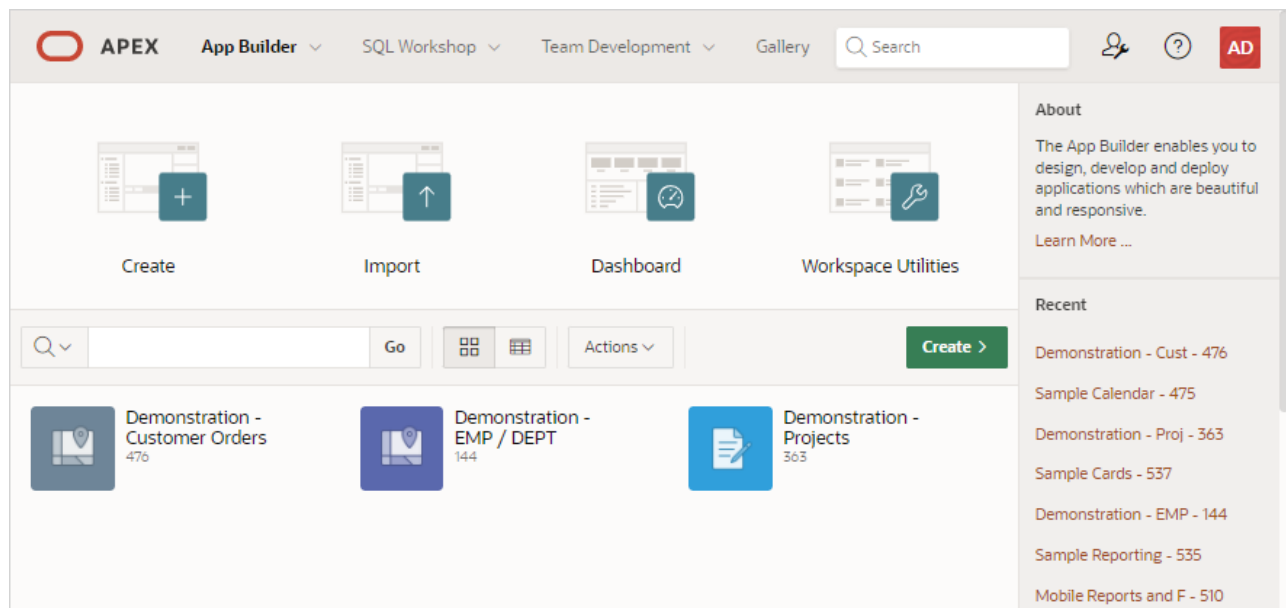 APEX App Builder SQL Workshop Team Development Gallery Search AD
Create Import Dashboard Workspace Utilities
Go Actions Create >
Demonstration -
Customer Orders
476
Demonstration -
EMP / DEPT
144
Demonstration -
Projects
363
About
The App Builder enables you to
design, develop and deploy
applications which are beautiful
and responsive.
Learn More ...
Recent
Demonstration - Cust - 476
Sample Calendar - 475
Demonstration - Proj - 363
Sample Cards - 537
Demonstration - EMP - 144
Sample Reporting - 535
Mobile Reports and F - 510